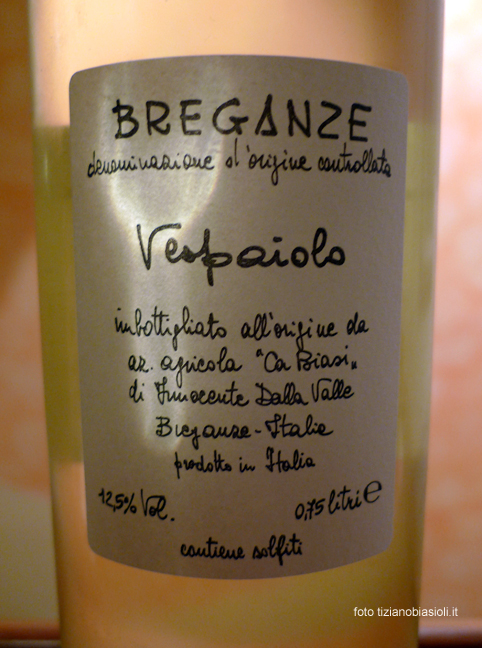 BREGANZE
denominazione d'origine controllata
Vespaiolo
imbottigliato all'origine da
az. agricola "Ca Biasi"
di Innocente Dalla Valle
Breganze - Italia
prodotto in Italia
12,5% Vol.
0,75 litri e
contiene solfiti
foto tizianobiasioli.it